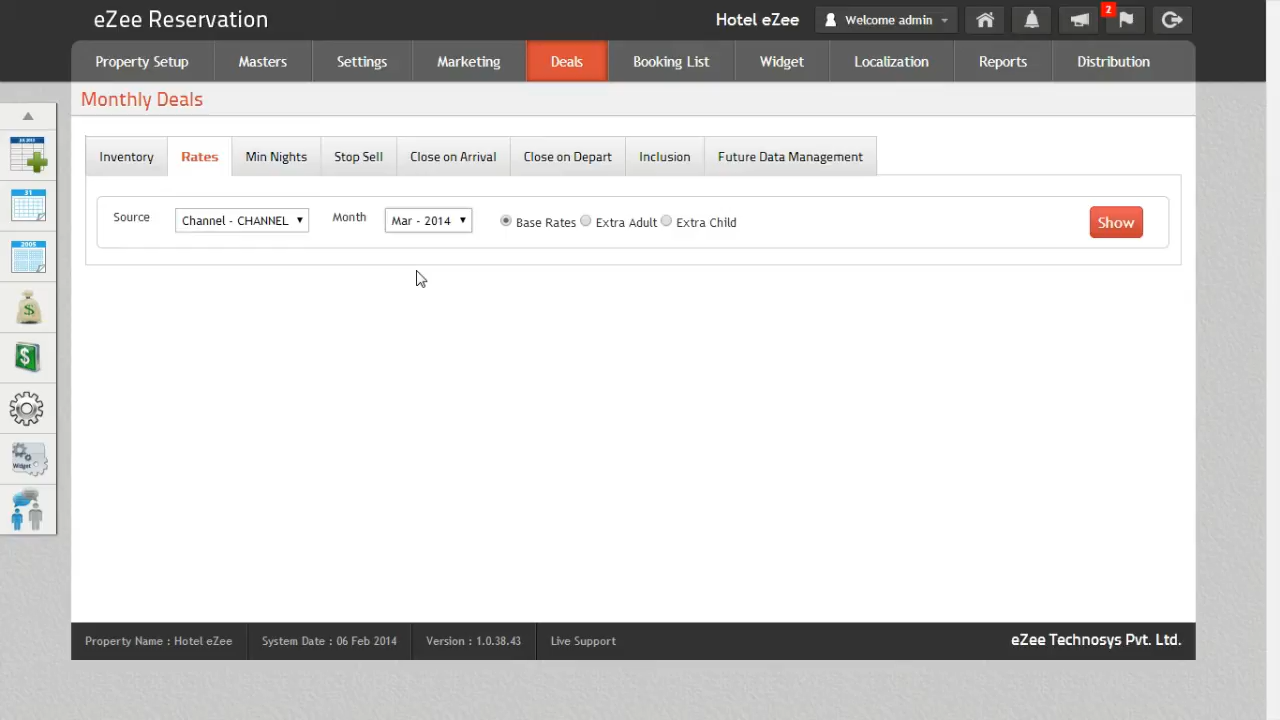 eZee Reservation
Hotel eZee
Welcome admin
2
Property Setup Masters Settings Marketing Deals Booking List Widget Localization Reports Distribution
Monthly Deals
Inventory Rates Min Nights Stop Sell Close on Arrival Close on Depart Inclusion Future Data Management
Source Channel - CHANNEL Month Mar - 2014 Base Rates Extra Adult Extra Child Show
31
2005
$
$
Widget
Property Name : Hotel eZee System Date : 06 Feb 2014 Version : 1.0.38.43 Live Support eZee Technosys Pvt. Ltd.